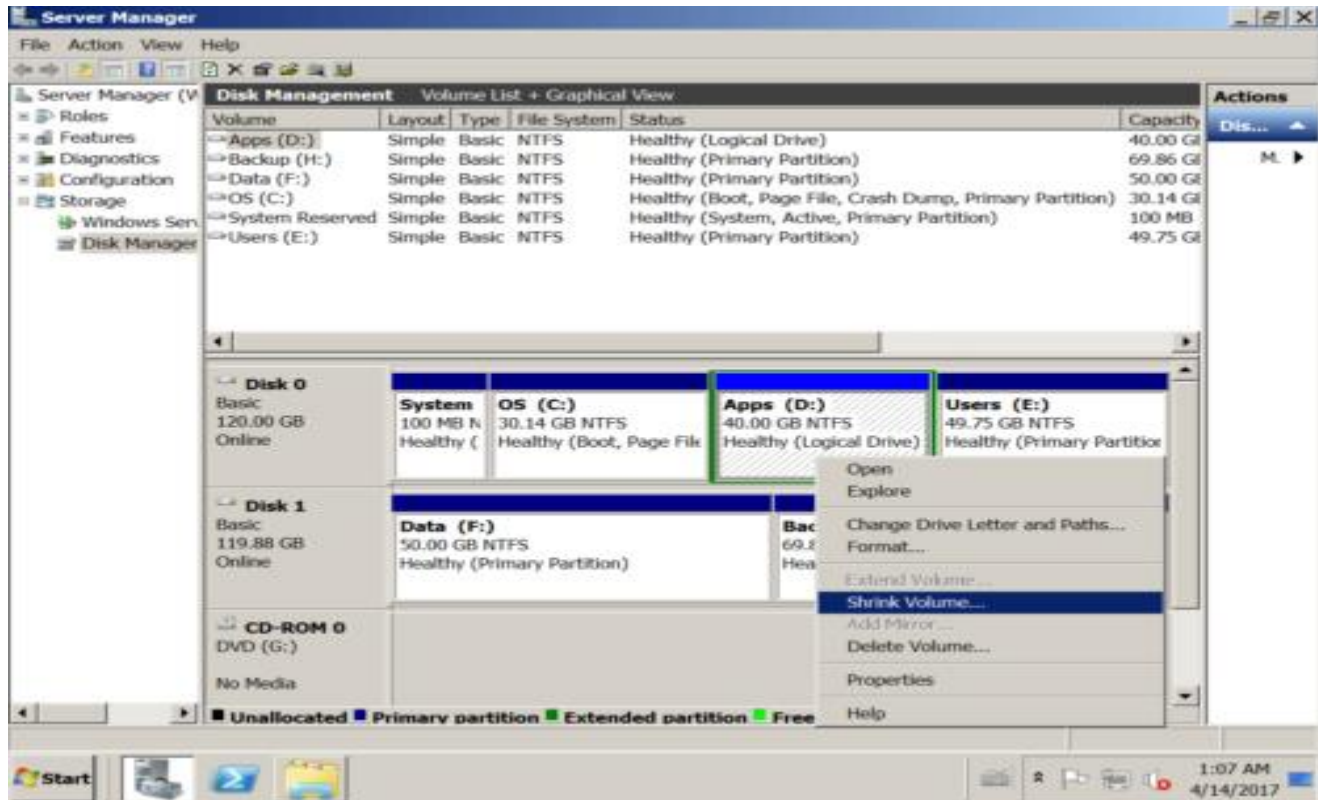 Server Manager
File Action View Help
Server Manager (W
Roles
Features
Diagnostics
Configuration
Storage
Windows Serv
Disk Manager
Disk Management Volume List + Graphical View
Volume Layout Type File System Status Capacity
Apps (D:) Simple Basic NTFS Healthy (Logical Drive) 40.00 GB
Backup (H:) Simple Basic NTFS Healthy (Primary Partition) 69.86 GB
Data (F:) Simple Basic NTFS Healthy (Primary Partition) 50.00 GB
OS (C:) Simple Basic NTFS Healthy (Boot, Page File, Crash Dump, Primary Partition) 30.14 GB
System Reserved Simple Basic NTFS Healthy (System, Active, Primary Partition) 100 MB
Users (E:) Simple Basic NTFS Healthy (Primary Partition) 49.75 GB
Actions
Dis...
M.
Disk 0
Basic
120.00 GB
Online
System
100 MB N
Healthy (
OS (C:)
30.14 GB NTFS
Healthy (Boot, Page File
Apps (D:)
40.00 GB NTFS
Healthy (Logical Drive)
Users (E:)
49.75 GB NTFS
Healthy (Primary Partition
Disk 1
Basic
119.88 GB
Online
Data (F:)
50.00 GB NTFS
Healthy (Primary Partition)
Bac
69.8
Hea
CD-ROM 0
DVD (G:)
No Media
Open
Explore
Change Drive Letter and Paths...
Format...
Extend Volume...
Shrink Volume...
Add Mirror...
Delete Volume...
Properties
Help
Unallocated Primary partition Extended partition Free
Start
1:07 AM
4/14/2017